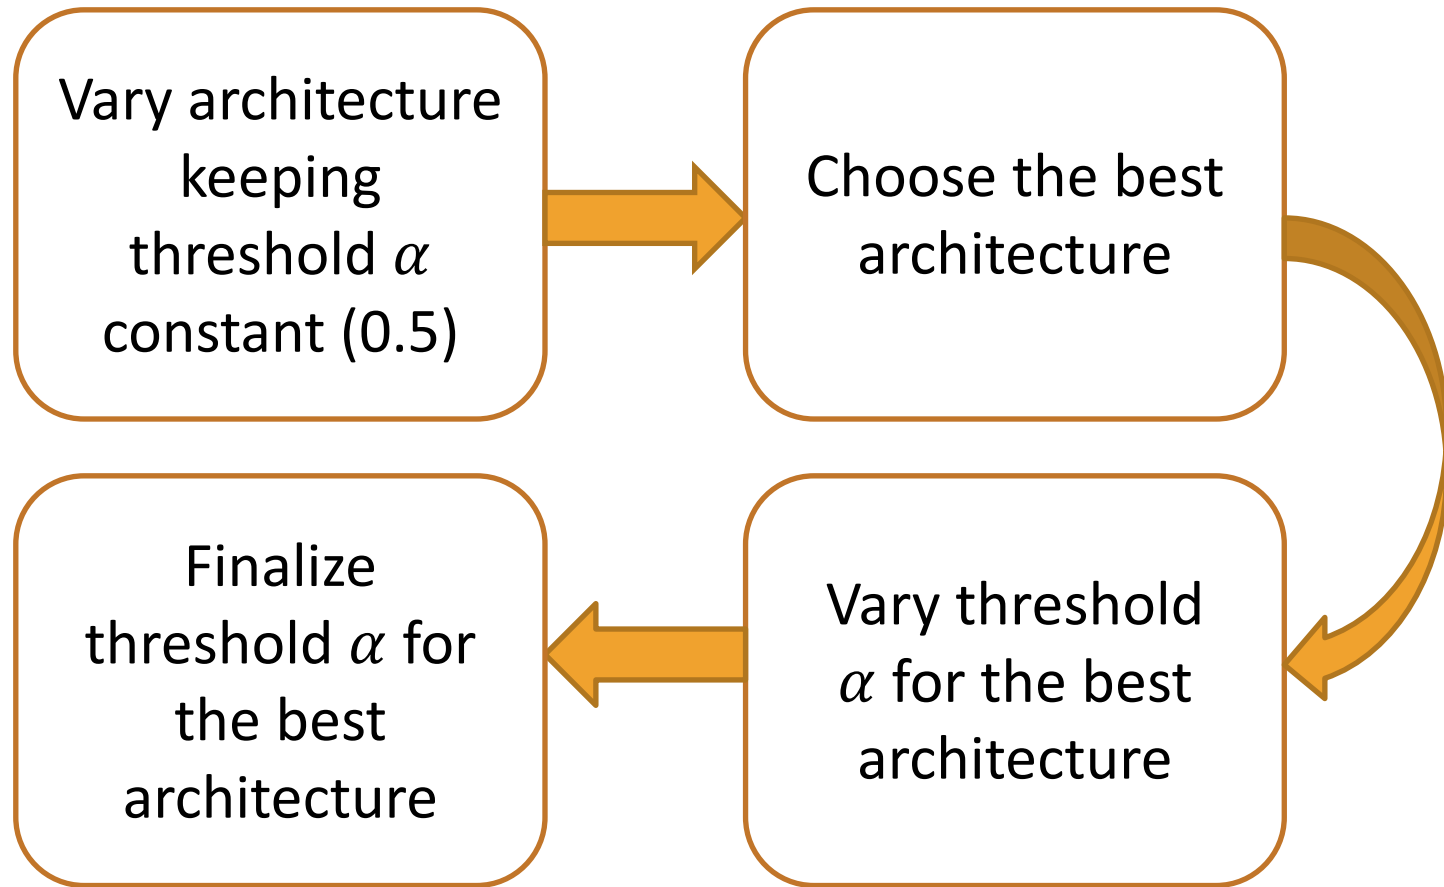 Vary architecture
keeping
threshold 𝛼
constant (0.5)
Choose the best
architecture
Vary threshold
𝛼 for the best
architecture
Finalize
threshold 𝛼 for
the best
architecture